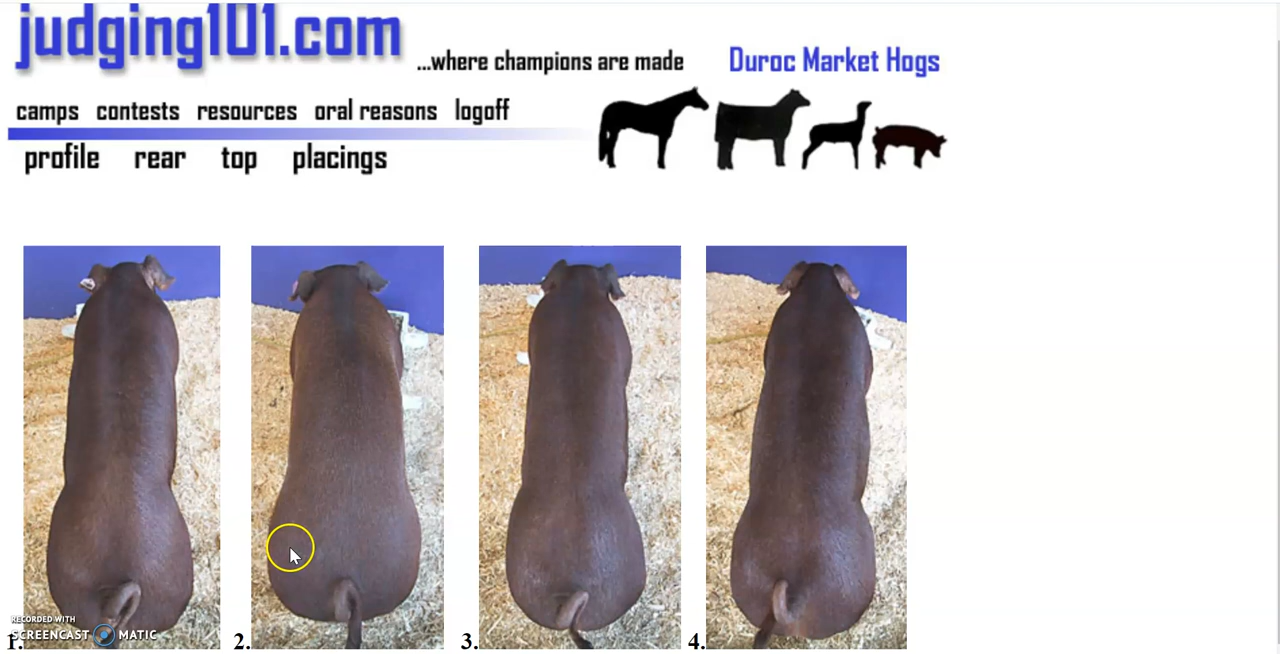 judging101.com
...where champions are made
Duroc Market Hogs
camps contests resources oral reasons logoff
profile rear top placings
1. 2. 3. 4.
RECORDED WITH
SCREENCAST MATIC